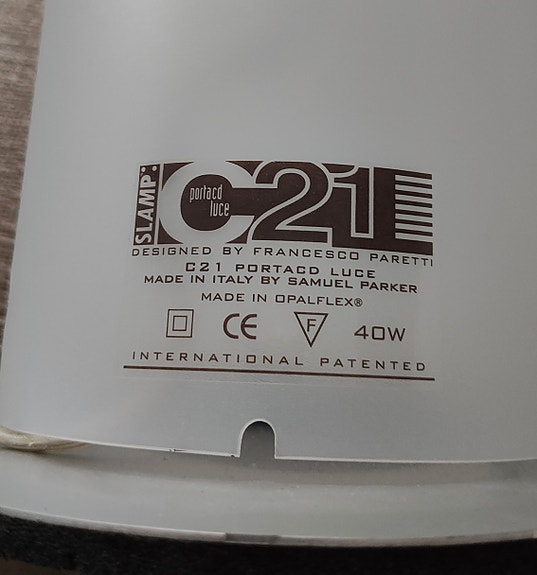 SLAMP:
portacd
luce
C21
DESIGNED BY FRANCESCO PARETTI
C21 PORTACD LUCE
MADE IN ITALY BY SAMUEL PARKER
MADE IN OPALFLEX®
CE F 40W
INTERNATIONAL PATENTED